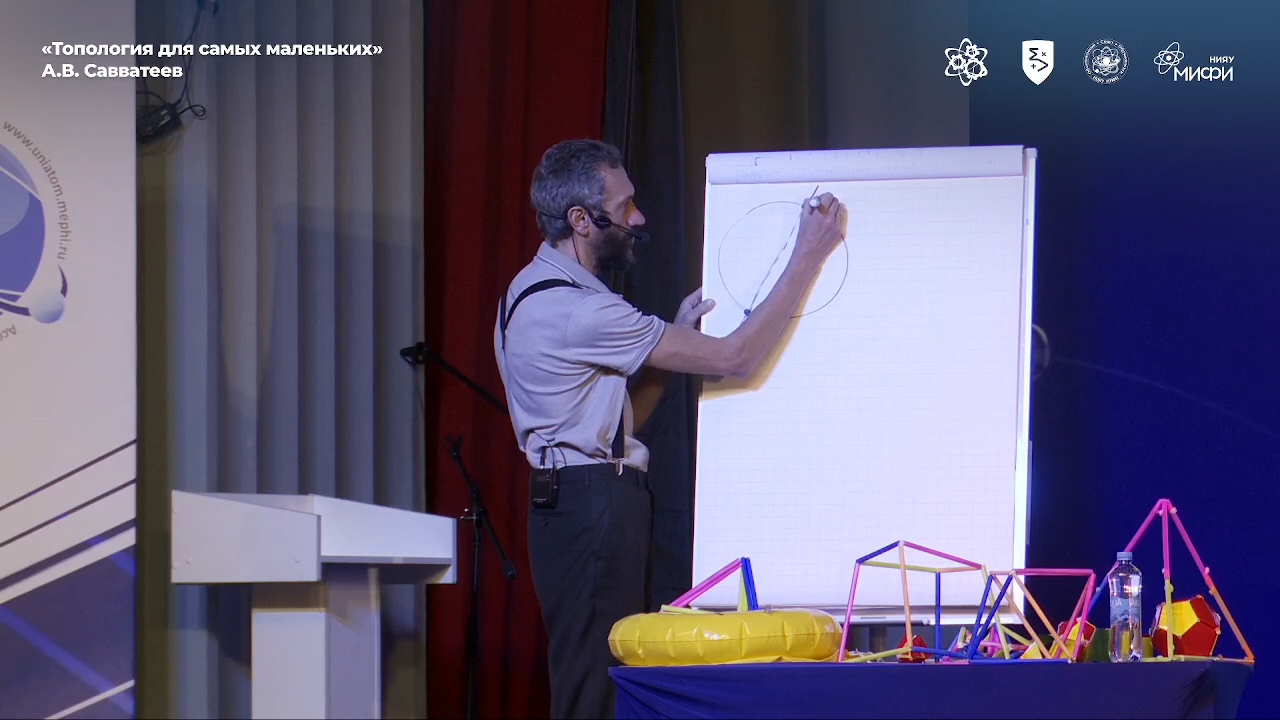 «Топология для самых маленьких»
А.В. Савватеев
НИЯУ
МИФИ
www.uniatom.mephi.ru